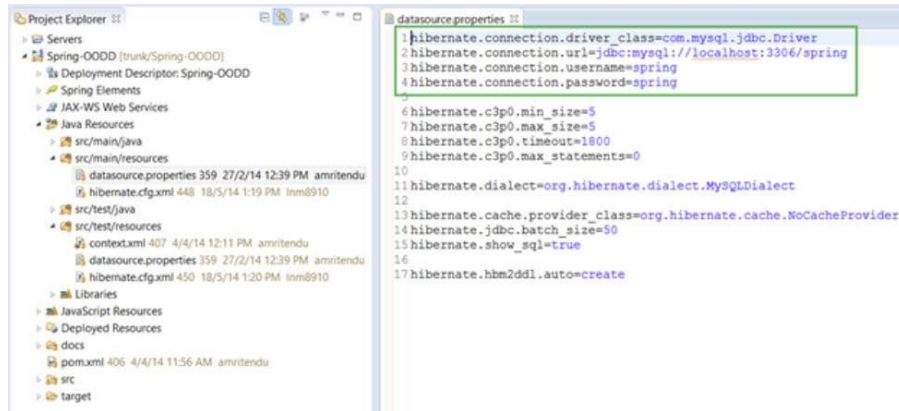 Project Explorer
Servers
Spring-OODD [trunk/Spring-OODD]
Deployment Descriptor: Spring-OODD
Spring Elements
JAX-WS Web Services
Java Resources
src/main/java
src/main/resources
datasource.properties 359 27/2/14 12:39 PM amritendu
hibernate.cfg.xml 448 18/5/14 1:19 PM lnm8910
src/test/java
src/test/resources
context.xml 407 4/4/14 12:11 PM amritendu
datasource.properties 359 27/2/14 12:39 PM amritendu
hibernate.cfg.xml 450 18/5/14 1:20 PM lnm8910
Libraries
JavaScript Resources
Deployed Resources
docs
pom.xml 406 4/4/14 11:56 AM amritendu
src
target
datasource.properties
1 hibernate.connection.driver_class=com.mysql.jdbc.Driver
2 hibernate.connection.url=jdbc:mysql://localhost:3306/spring
3 hibernate.connection.username=spring
4 hibernate.connection.password=spring
5
6 hibernate.c3p0.min_size=5
7 hibernate.c3p0.max_size=5
8 hibernate.c3p0.timeout=1800
9 hibernate.c3p0.max_statements=0
10
11 hibernate.dialect=org.hibernate.dialect.MySQLDialect
12
13 hibernate.cache.provider_class=org.hibernate.cache.NoCacheProvider
14 hibernate.jdbc.batch_size=50
15 hibernate.show_sql=true
16
17 hibernate.hbm2ddl.auto=create